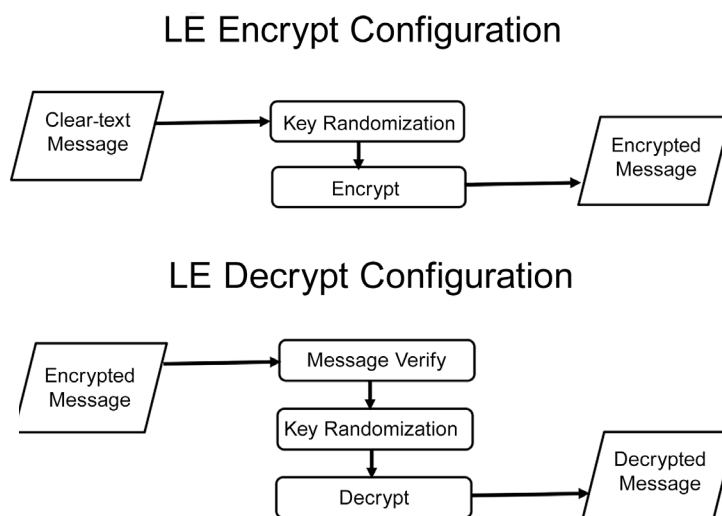 LE Encrypt Configuration
Clear-text
Message
Key Randomization
Encrypt
Encrypted
Message
LE Decrypt Configuration
Encrypted
Message
Message Verify
Key Randomization
Decrypt
Decrypted
Message